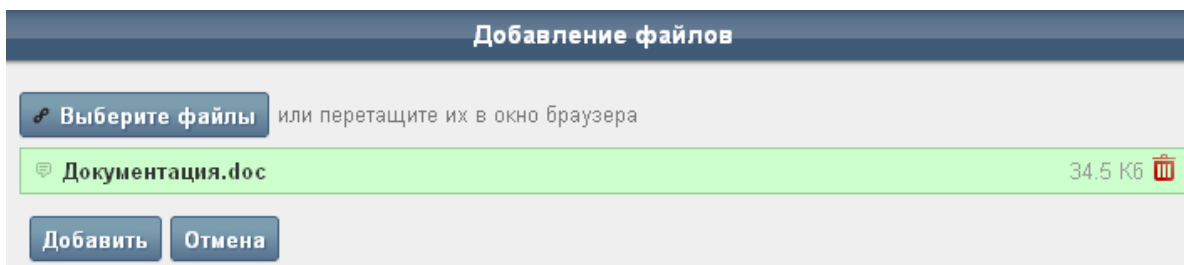 Добавление файлов
Выберите файлы или перетащите их в окно браузера
Документация.doc 34.5 Кб
Добавить Отмена